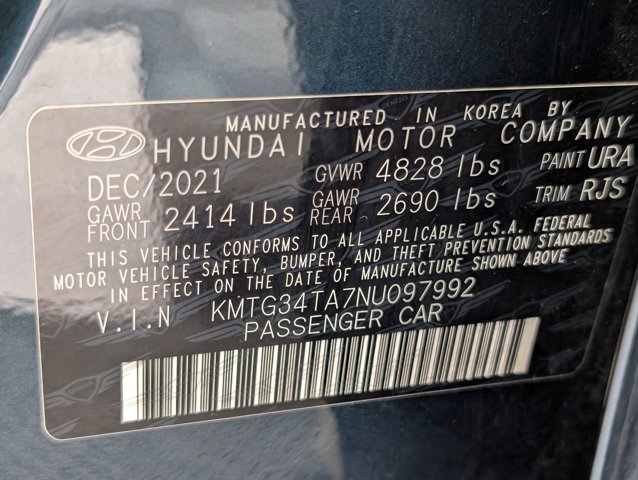 MANUFACTURED IN KOREA BY
HYUNDAI MOTOR COMPANY
DEC/2021 GVWR 4828 lbs PAINT URA
GAWR FRONT 2414 lbs GAWR REAR 2690 lbs TRIM RJS
THIS VEHICLE CONFORMS TO ALL APPLICABLE U.S.A. FEDERAL
MOTOR VEHICLE SAFETY, BUMPER, AND THEFT PREVENTION STANDARDS
IN EFFECT ON THE DATE OF MANUFACTURE SHOWN ABOVE
V.I.N KMTG34TA7NU097992
PASSENGER CAR